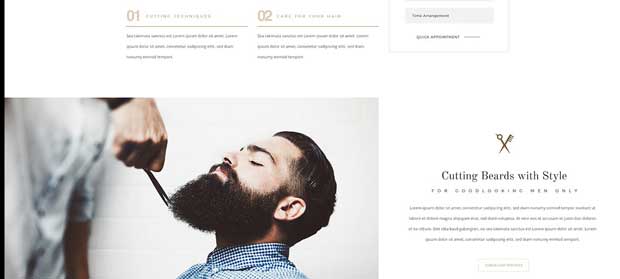 01 CUTTING TECHNIQUES
Sea takimata sanctus est Lorem ipsum dolor sit amet. Lorem
ipsum dolor sit amet, consetetur sadipscing elitr, sed diam
nonumy eirmod tempor.
02 CARE FOR YOUR HAIR
Sea takimata sanctus est Lorem ipsum dolor sit amet. Lorem
ipsum dolor sit amet, consetetur sadipscing elitr, sed diam
nonumy eirmod tempor.
Time Arrangement
QUICK APPOINTMENT
Cutting Beards with Style
FOR GOODLOOKING MEN ONLY
Lorem ipsum dolor sit amet, consetetur sadipscing elitr, sed diam nonumy eirmod tempor invidunt ut
labore et dolore magna aliquyam erat, sed diam voluptua. At vero eos et accusam et justo duo dolores
et ea rebum. Stet clita kasd gubergren, no sea takimata sanctus est Lorem ipsum dolor sit amet. Lorem
ipsum dolor sit amet, consetetur sadipscing elitr, sed diam nonumy eirmod tempor.